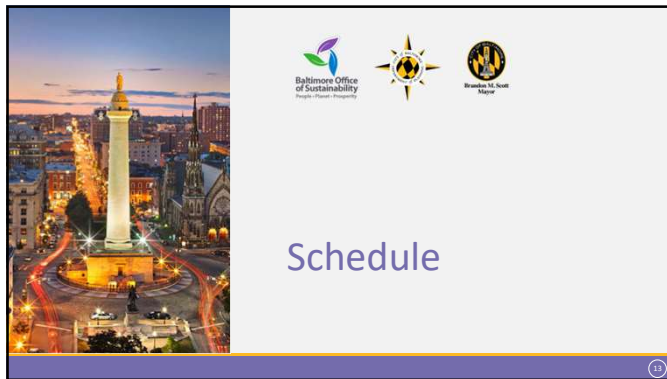 Baltimore Office
of Sustainability
People • Planet • Prosperity
Brandon M. Scott
Mayor
Schedule
13